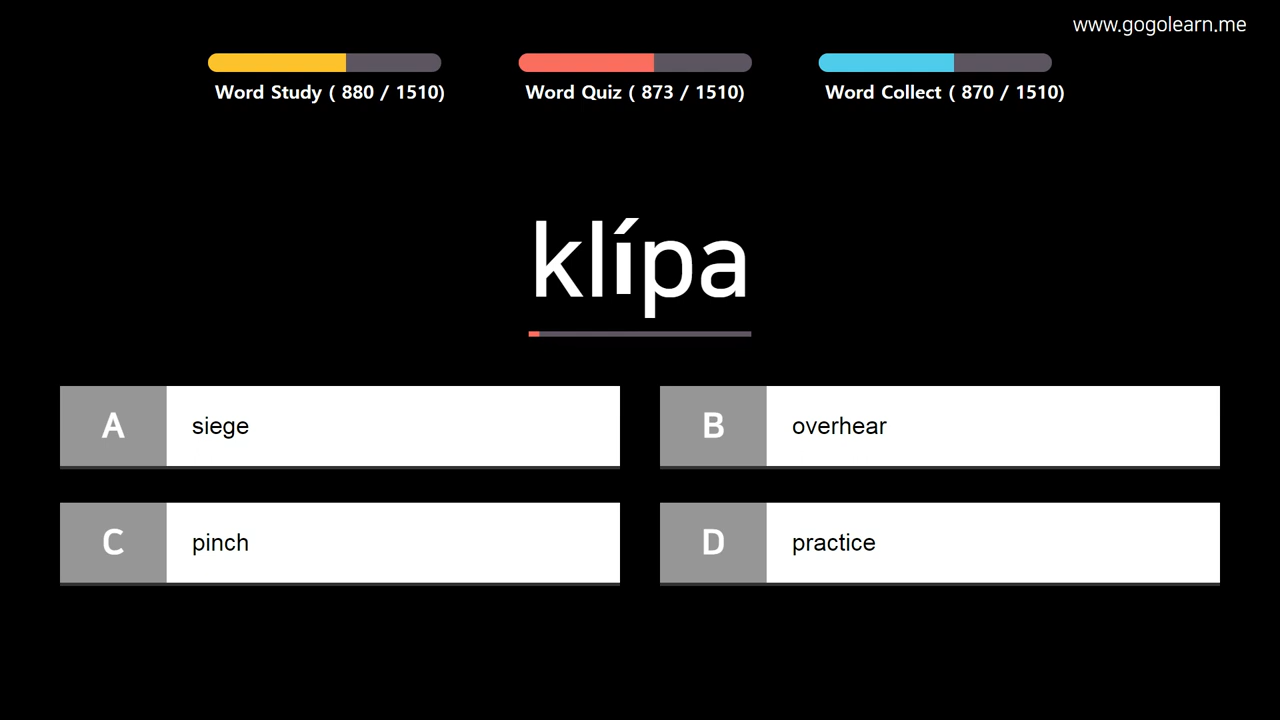 www.gogolearn.me
Word Study ( 880 / 1510)
Word Quiz ( 873 / 1510)
Word Collect ( 870 / 1510)
klípa
A siege
B overhear
C pinch
D practice